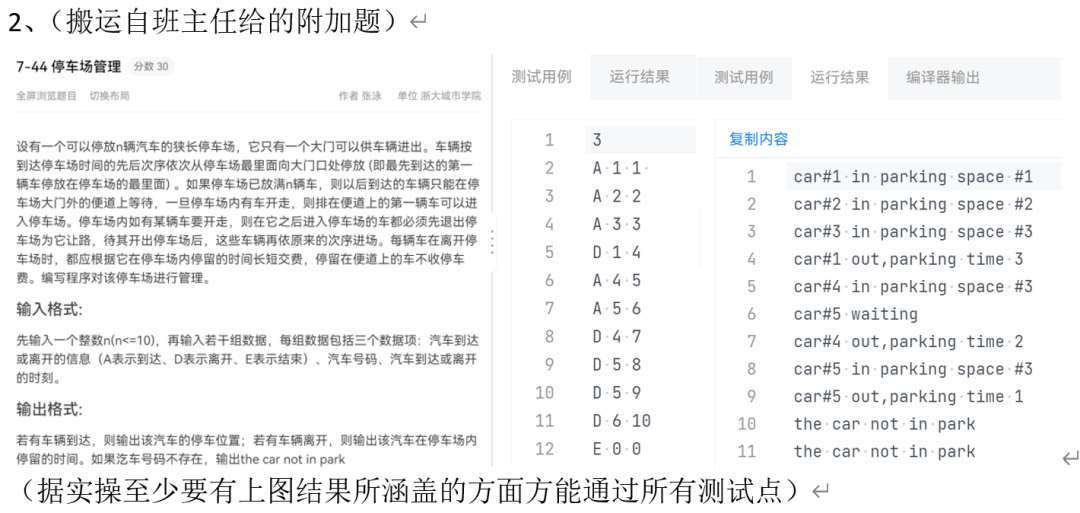 2、（搬运自班主任给的附加题）
7-44 停车场管理 分数 30
全屏浏览题目 切换布局 作者 张泳 单位 浙大城市学院
设有一个可以停放n辆汽车的狭长停车场，它只有一个大门可以供车辆进出。车辆按
到达停车场时间的先后次序依次从停车场最里面向大门口处停放 (即最先到达的第一
辆车停放在停车场的最里面) 。如果停车场已放满n辆车，则以后到达的车辆只能在停
车场大门外的便道上等待，一旦停车场内有车开走，则排在便道上的第一辆车可以进
入停车场。停车场内如有某辆车要开走，则在它之后进入停车场的车都必须先退出停
车场为它让路，待其开出停车场后，这些车辆再依原来的次序进场。每辆车在离开停
车场时，都应根据它在停车场内停留的时间长短交费，停留在便道上的车不收停车
费。编写程序对该停车场进行管理。
输入格式:
先输入一个整数n(n<=10)，再输入若干组数据，每组数据包括三个数据项：汽车到达
或离开的信息（A表示到达、D表示离开、E表示结束）、汽车号码、汽车到达或离开
的时刻。
输出格式:
若有车辆到达，则输出该汽车的停车位置；若有车辆离开，则输出该汽车在停车场内
停留的时间。如果汽车号码不存在，输出the car not in park
测试用例 运行结果
1 3
2 A 1 1
3 A 2 2
4 A 3 3
5 D 1 4
6 A 4 5
7 A 5 6
8 D 4 7
9 D 5 8
10 D 5 9
11 D 6 10
12 E 0 0
测试用例 运行结果 编译器输出
复制内容
1 car#1 in parking space #1
2 car#2 in parking space #2
3 car#3 in parking space #3
4 car#1 out,parking time 3
5 car#4 in parking space #3
6 car#5 waiting
7 car#4 out,parking time 2
8 car#5 in parking space #3
9 car#5 out,parking time 1
10 the car not in park
11 the car not in park
（据实操至少要有上图结果所涵盖的方面方能通过所有测试点）